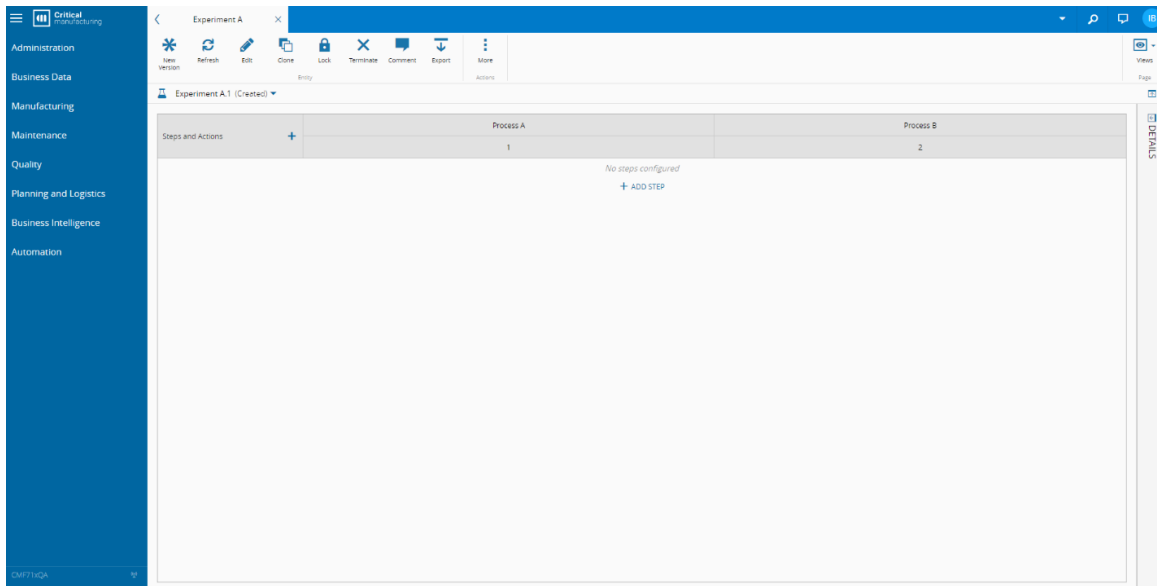 Critical
manufacturing
Experiment A
IB
Administration
Business Data
Manufacturing
Maintenance
Quality
Planning and Logistics
Business Intelligence
Automation
New
Version
Refresh
Edit
Clone
Lock
Terminate
Comment
Export
More
Views
Entity
Actions
Page
Experiment A.1 (Created)
Steps and Actions
Process A
Process B
1
2
No steps configured
+ ADD STEP
DETAILS
CMF71sQA